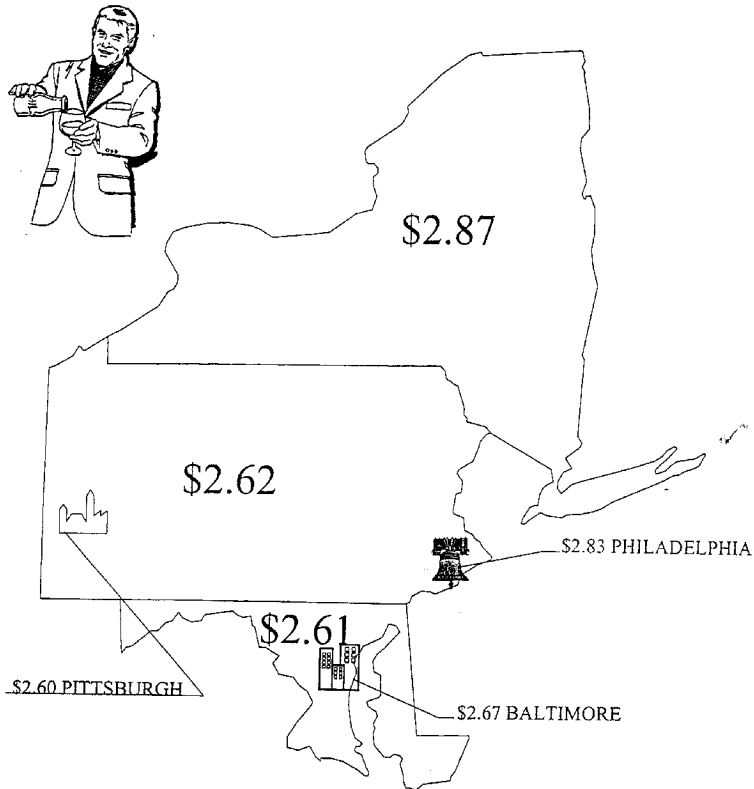 $2.87
$2.62
$2.83 PHILADELPHIA
$2.61
$2.60 PITTSBURGH
$2.67 BALTIMORE